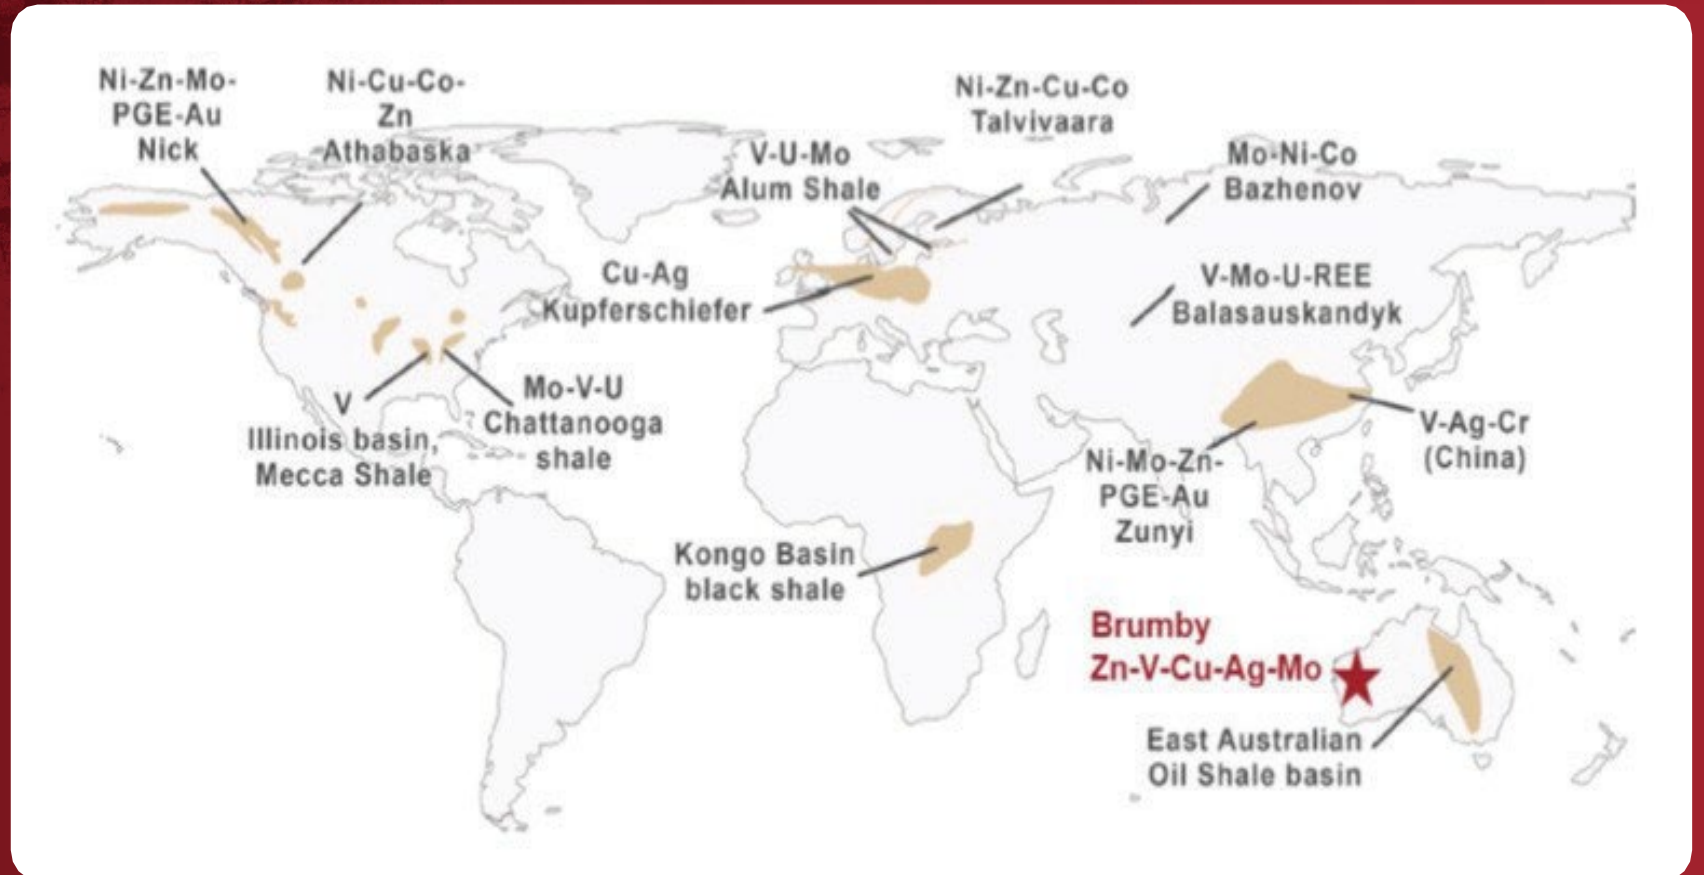 Ni-Zn-Mo-
PGE-Au
Nick
Ni-Cu-Co-
Zn
Athabaska
V-U-Mo
Alum Shale
Ni-Zn-Cu-Co
Talvivaara
Mo-Ni-Co
Bazhenov
Cu-Ag
Kupferschiefer
V-Mo-U-REE
Balasauskandyk
V
Illinois basin,
Mecca Shale
Mo-V-U
Chattanooga
shale
V-Ag-Cr
(China)
Ni-Mo-Zn-
PGE-Au
Zunyi
Kongo Basin
black shale
Brumby
Zn-V-Cu-Ag-Mo
East Australian
Oil Shale basin